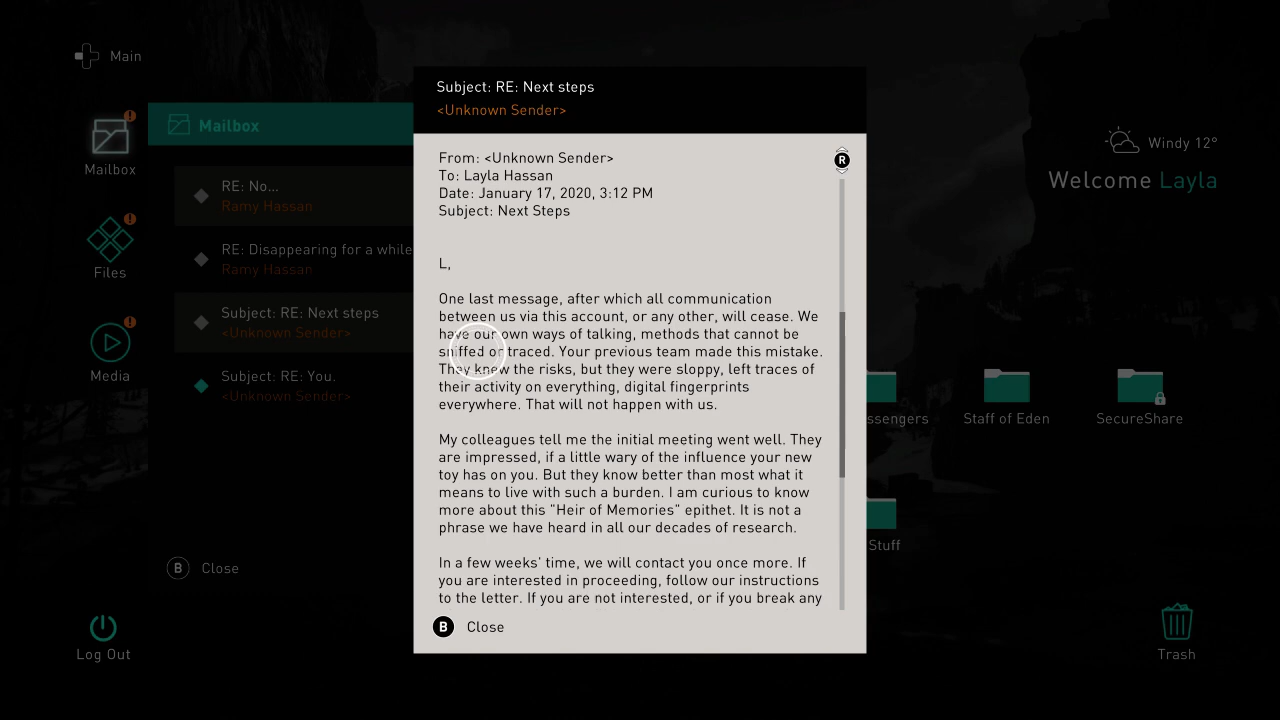 Main
Mailbox
Files
Media
Log Out
Mailbox
RE: No...
Ramy Hassan
RE: Disappearing for a while
Ramy Hassan
Subject: RE: Next steps
<Unknown Sender>
Subject: RE: You.
<Unknown Sender>
B Close
Subject: RE: Next steps
<Unknown Sender>
From: <Unknown Sender>
To: Layla Hassan
Date: January 17, 2020, 3:12 PM
Subject: Next Steps
L,
One last message, after which all communication
between us via this account, or any other, will cease. We
have our own ways of talking, methods that cannot be
sniffed or traced. Your previous team made this mistake.
They knew the risks, but they were sloppy, left traces of
their activity on everything, digital fingerprints
everywhere. That will not happen with us.
My colleagues tell me the initial meeting went well. They
are impressed, if a little wary of the influence your new
toy has on you. But they know better than most what it
means to live with such a burden. I am curious to know
more about this "Heir of Memories" epithet. It is not a
phrase we have heard in all our decades of research.
In a few weeks' time, we will contact you once more. If
you are interested in proceeding, follow our instructions
to the letter. If you are not interested, or if you break any
R
B Close
Windy 12°
Welcome Layla
ssengers
Staff of Eden
SecureShare
Stuff
Trash